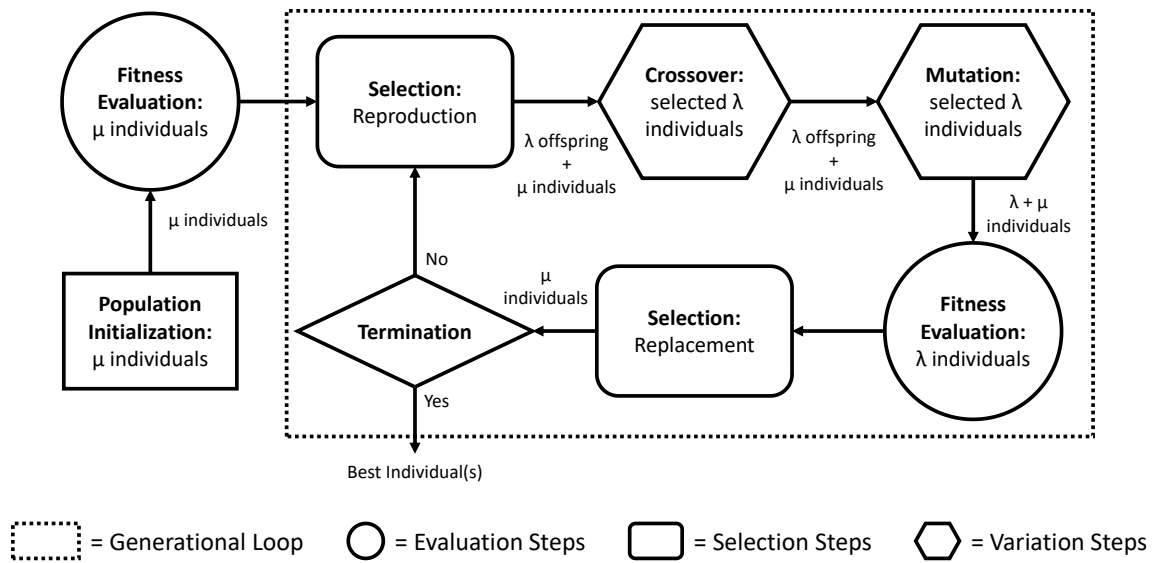 Fitness
Evaluation:
μ individuals
Selection:
Reproduction
Crossover:
selected λ
individuals
Mutation:
selected λ
individuals
λ offspring
+
μ individuals
λ offspring
+
μ individuals
μ individuals
λ + μ
individuals
No
μ
individuals
Population
Initialization:
μ individuals
Termination
Selection:
Replacement
Fitness
Evaluation:
λ individuals
Yes
Best Individual(s)
= Generational Loop
= Evaluation Steps
= Selection Steps
= Variation Steps